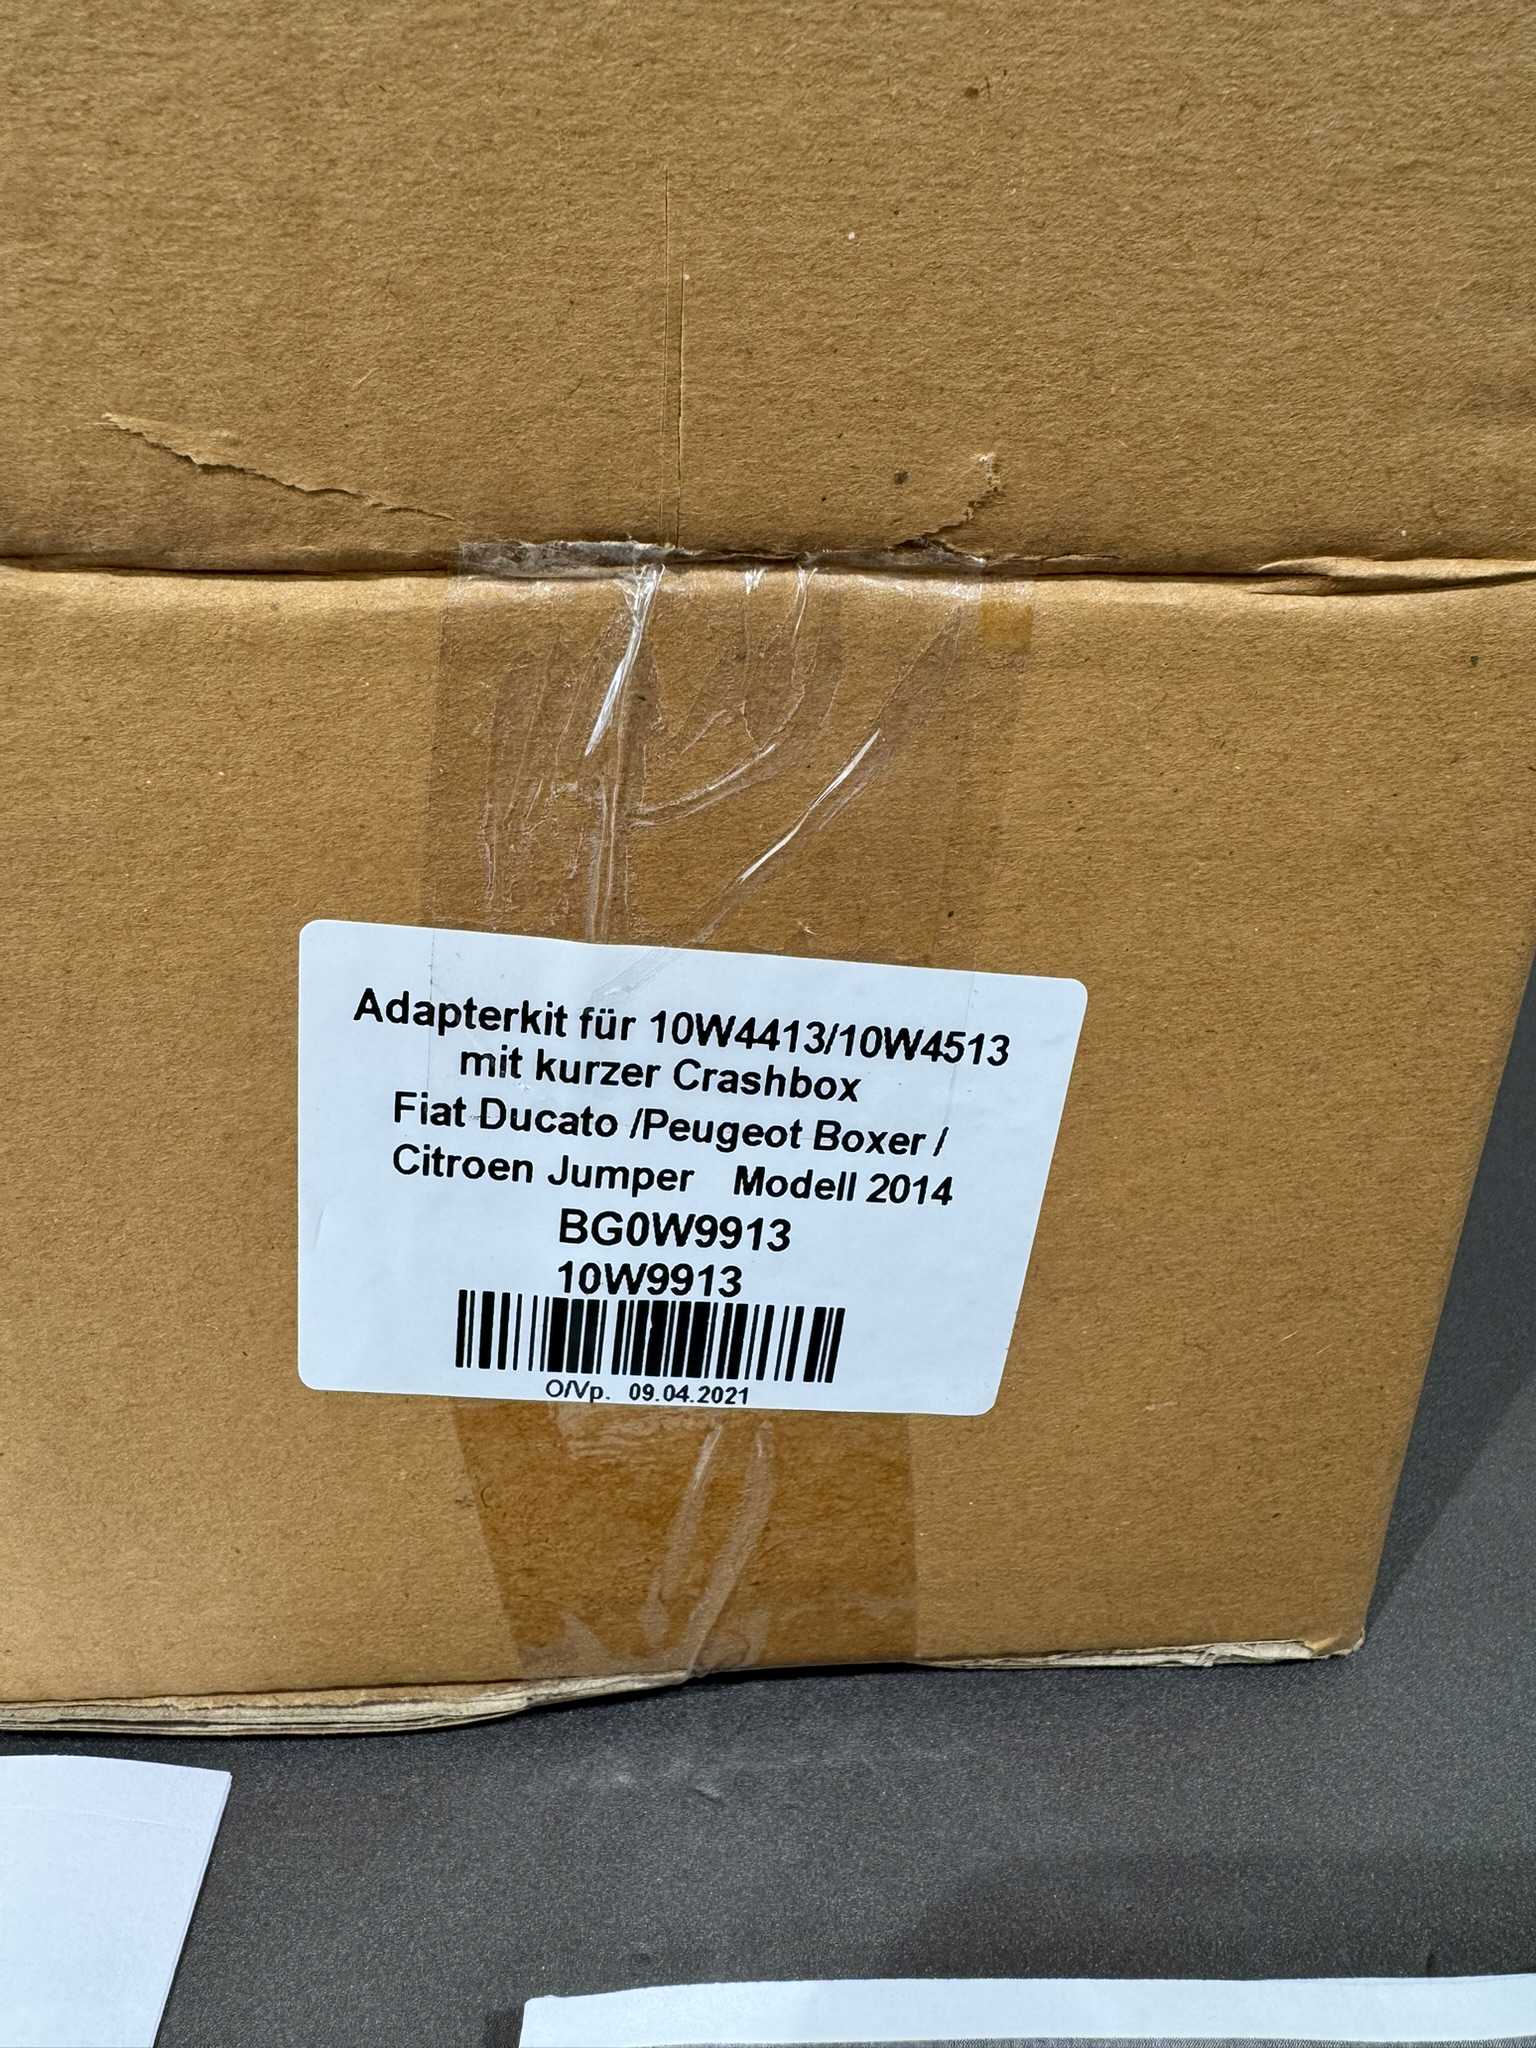 Adapterkit für 10W4413/10W4513
mit kurzer Crashbox
Fiat Ducato /Peugeot Boxer /
Citroen Jumper Modell 2014
BG0W9913
10W9913
O/Vp. 09.04.2021